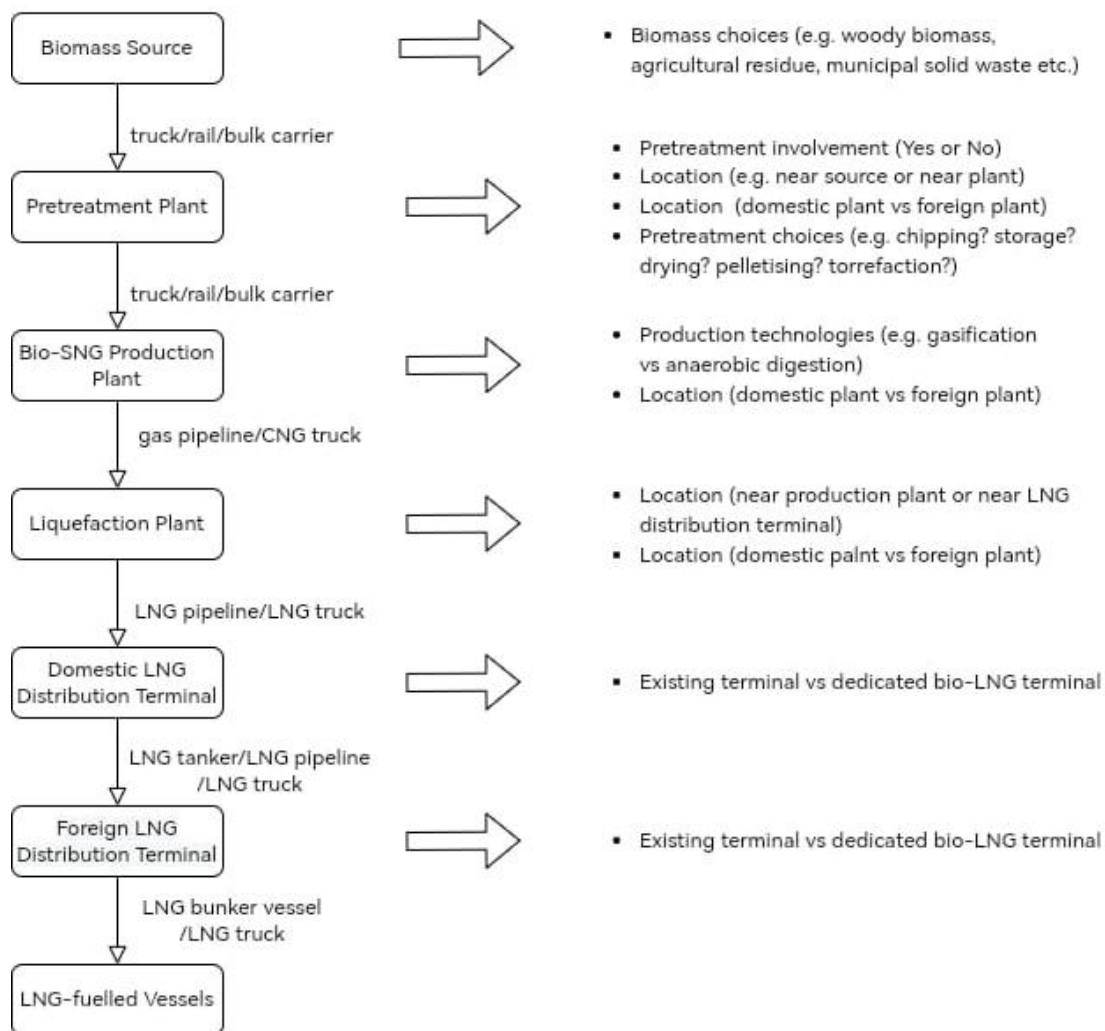 Biomass Source
▪ Biomass choices (e.g. woody biomass,
agricultural residue, municipal solid waste etc.)
truck/rail/bulk carrier
Pretreatment Plant
• Pretreatment involvement (Yes or No)
▪ Location (e.g. near source or near plant)
• Location (domestic plant vs foreign plant)
• Pretreatment choices (e.g. chipping? storage?
drying? pelletising? torrefaction?)
truck/rail/bulk carrier
Bio-SNG Production
Plant
• Production technologies (e.g. gasification
vs anaerobic digestion)
• Location (domestic plant vs foreign plant)
gas pipeline/CNG truck
Liquefaction Plant
▪ Location (near production plant or near LNG
distribution terminal)
▪ Location (domestic palnt vs foreign plant)
LNG pipeline/LNG truck
Domestic LNG
Distribution Terminal
▪ Existing terminal vs dedicated bio-LNG terminal
LNG tanker/LNG pipeline
/LNG truck
Foreign LNG
Distribution Terminal
▪ Existing terminal vs dedicated bio-LNG terminal
LNG bunker vessel
/LNG truck
LNG-fuelled Vessels